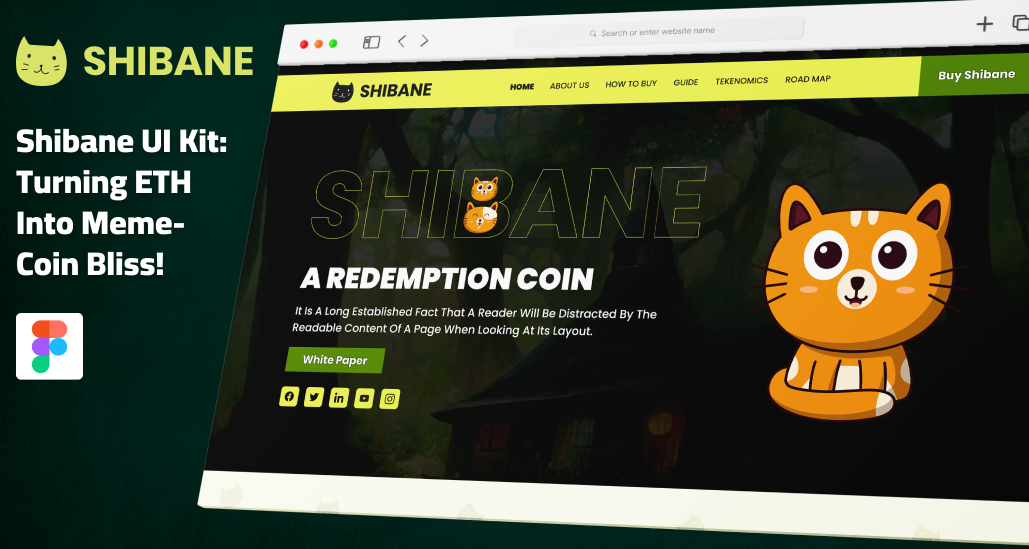 SHIBANE
Shibane UI Kit:
Turning ETH
Into Meme-
Coin Bliss!
Search or enter website name
SHIBANE
HOME
ABOUT US
HOW TO BUY
GUIDE
TEKENOMICS
ROAD MAP
Buy Shibane
SHIBANE
A REDEMPTION COIN
It Is A Long Established Fact That A Reader Will Be Distracted By The
Readable Content Of A Page When Looking At Its Layout.
White Paper